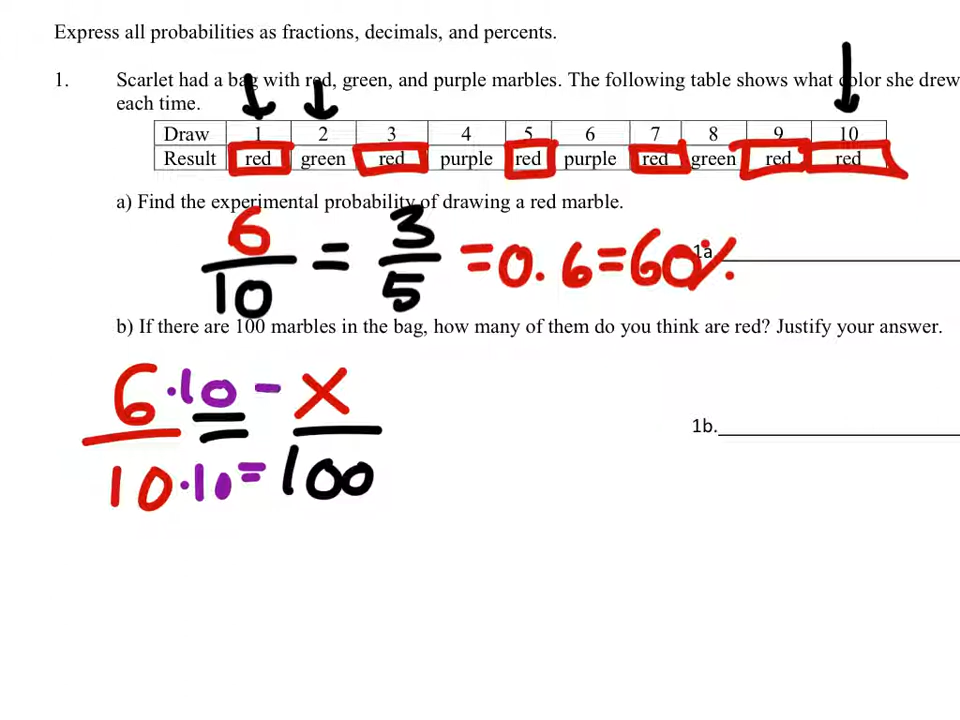 Express all probabilities as fractions, decimals, and percents.
1. Scarlet had a bag with red, green, and purple marbles. The following table shows what color she drew
each time.
Draw 1 2 3 4 5 6 7 8 9 10
Result red green red purple red purple red green red red
a) Find the experimental probability of drawing a red marble.
6/10 = 3/5 = 0.6 = 60%
1a
b) If there are 100 marbles in the bag, how many of them do you think are red? Justify your answer.
6 · 10 - x
=
10 · 10 = 100
1b.